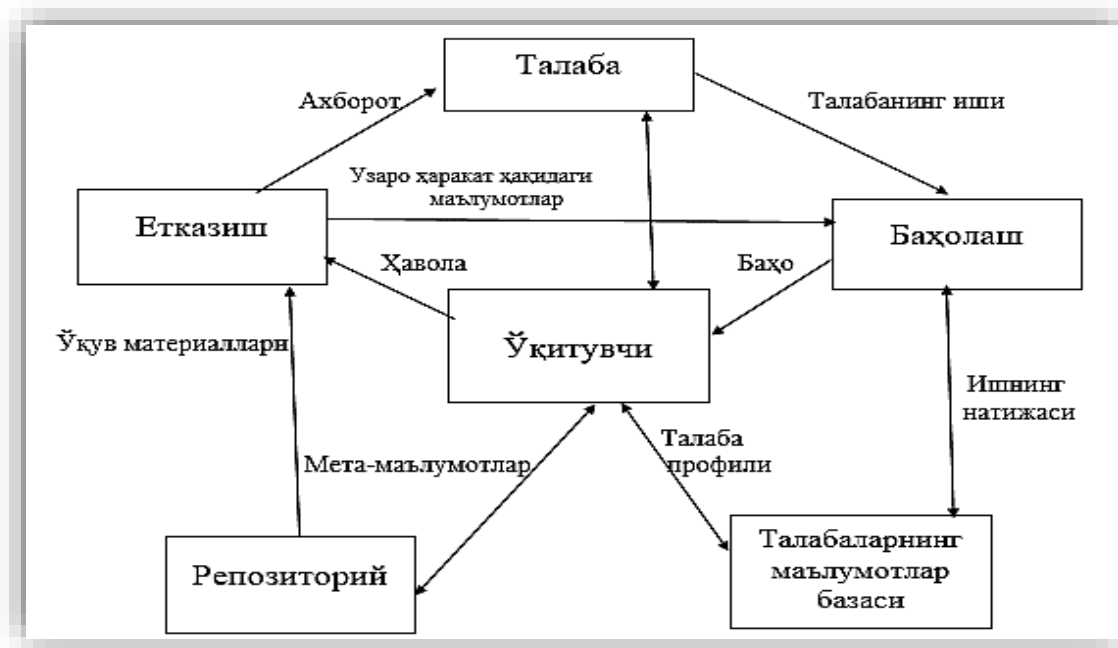 Талаба
Ахборот
Талабанинг иши
Узаро ҳаракат ҳақидаги
маълумотлар
Етказиш
Баҳолаш
Ҳавола
Баҳо
Ўқув материаллари
Ўқитувчи
Ишнинг
натижаси
Мета-маълумотлар
Талаба
профили
Репозиторий
Талабаларнинг
маълумотлар
базаси